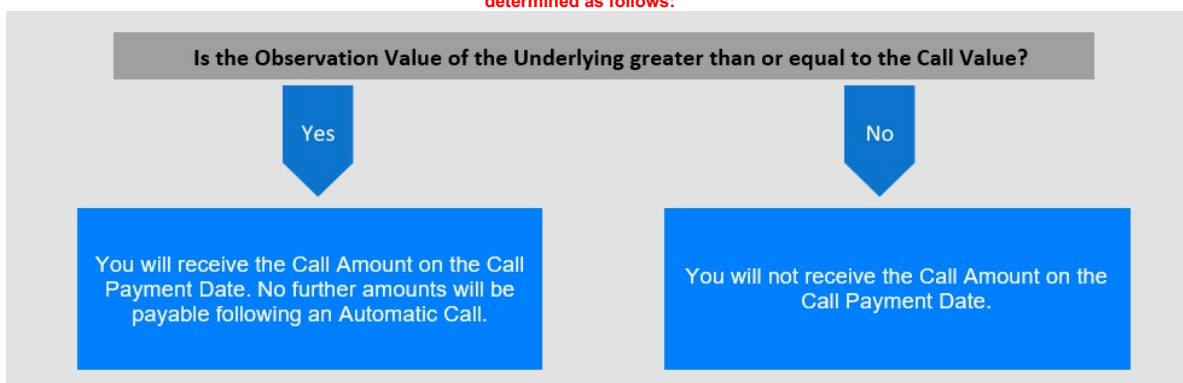 determined as follows:
Is the Observation Value of the Underlying greater than or equal to the Call Value?
Yes
No
You will receive the Call Amount on the Call
Payment Date. No further amounts will be
payable following an Automatic Call.
You will not receive the Call Amount on the
Call Payment Date.